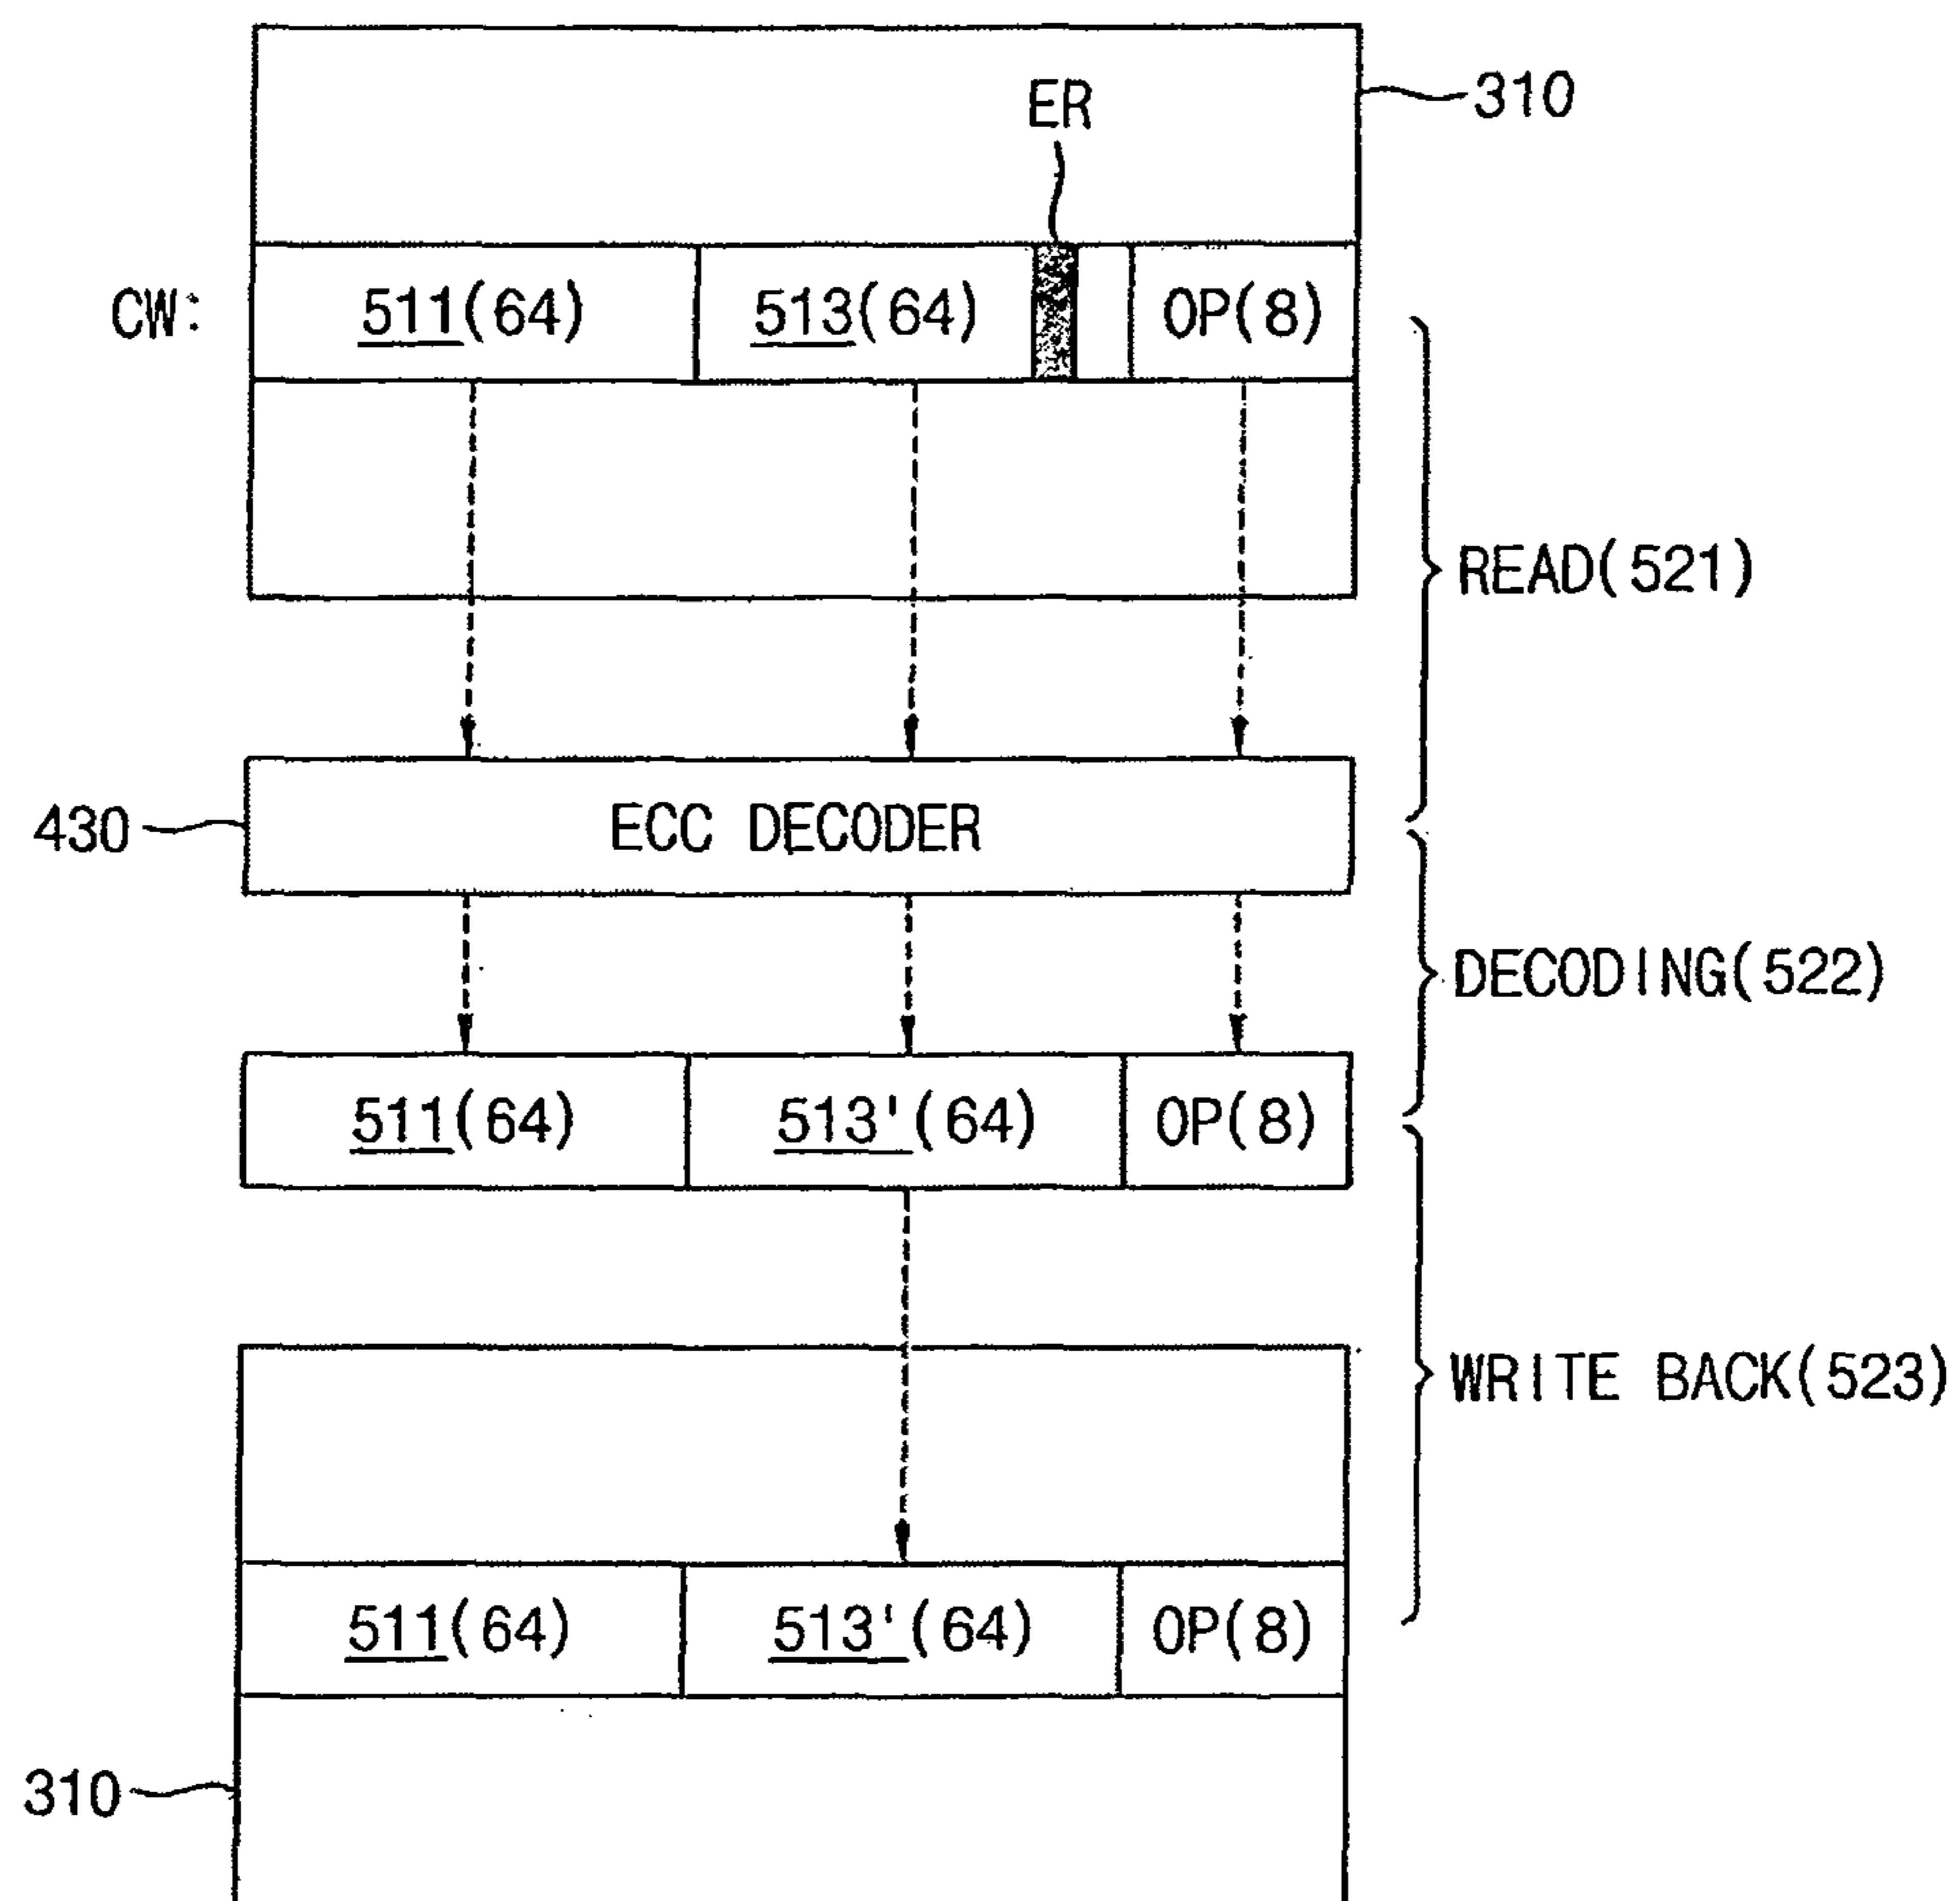 ER
310
CW: 511(64) 513(64) OP(8)
READ(521)
430 ECC DECODER
DECODING(522)
511(64) 513'(64) OP(8)
WRITE BACK(523)
511(64) 513'(64) OP(8)
310